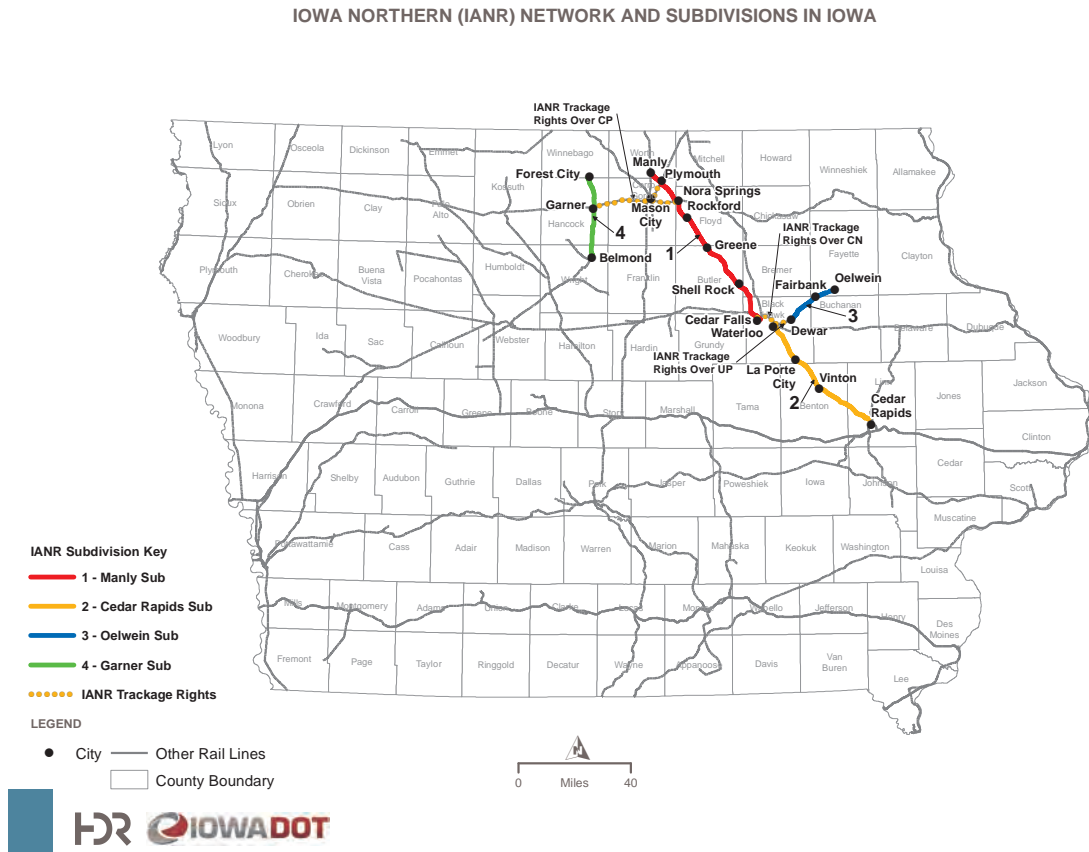 IOWA NORTHERN (IANR) NETWORK AND SUBDIVISIONS IN IOWA
IANR Trackage
Rights Over CP
Lyon
Osceola
Dickinson
Emmet
Winnebago
Worth
Mitchell
Howard
Winneshiek
Allamakee
Manly
Plymouth
Forest City
Kossuth
Nora Springs
Rockford
Sioux
Obrien
Clay
Palo
Alto
Garner
Hancock
Mason
City
Floyd
Chickasaw
4
1
Greene
IANR Trackage
Rights Over CN
Fayette
Clayton
Belmond
Plymouth
Cherokee
Buena
Vista
Pocahontas
Humboldt
Wright
Franklin
Butler
Bremer
Shell Rock
Fairbank
Oelwein
Buchanan
3
Black
Hawk
Cedar Falls
Waterloo
Dewar
Delaware
Dubuque
Woodbury
Ida
Sac
Calhoun
Webster
Hamilton
Hardin
Grundy
IANR Trackage
Rights Over UP
La Porte
City
Vinton
2
Benton
Linn
Cedar
Rapids
Jones
Jackson
Monona
Crawford
Carroll
Greene
Boone
Story
Marshall
Tama
Clinton
Cedar
Harrison
Shelby
Audubon
Guthrie
Dallas
Polk
Jasper
Poweshiek
Iowa
Johnson
Scott
Muscatine
Pottawattamie
Cass
Adair
Madison
Warren
Marion
Mahaska
Keokuk
Washington
Louisa
Mills
Montgomery
Adams
Union
Clarke
Lucas
Monroe
Wapello
Jefferson
Henry
Des
Moines
Fremont
Page
Taylor
Ringgold
Decatur
Wayne
Appanoose
Davis
Van
Buren
Lee
IANR Subdivision Key
1 - Manly Sub
2 - Cedar Rapids Sub
3 - Oelwein Sub
4 - Garner Sub
IANR Trackage Rights
LEGEND
City
Other Rail Lines
County Boundary
N
0 Miles 40
HDR
IOWADOT